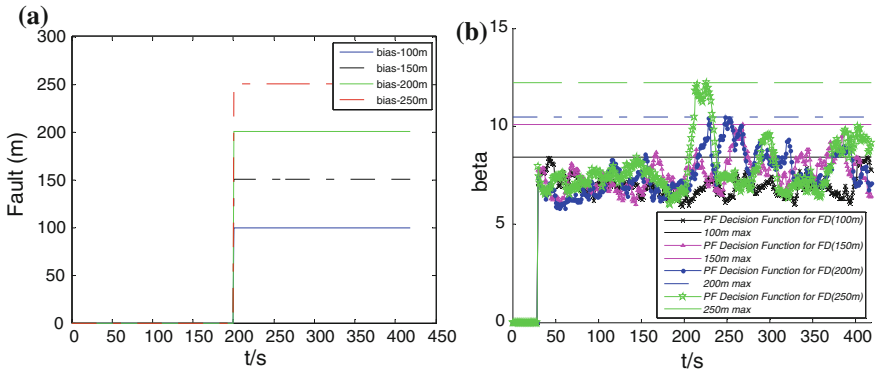 (a)
300
250
200
150
100
50
0
Fault (m)
0 50 100 150 200 250 300 350 400 450
t/s
bias-100m
bias-150m
bias-200m
bias-250m
(b)
15
10
5
0
beta
0 50 100 150 200 250 300 350 400
t/s
PF Decision Function for FD(100m)
100m max
PF Decision Function for FD(150m)
150m max
PF Decision Function for FD(200m)
200m max
PF Decision Function for FD(250m)
250m max